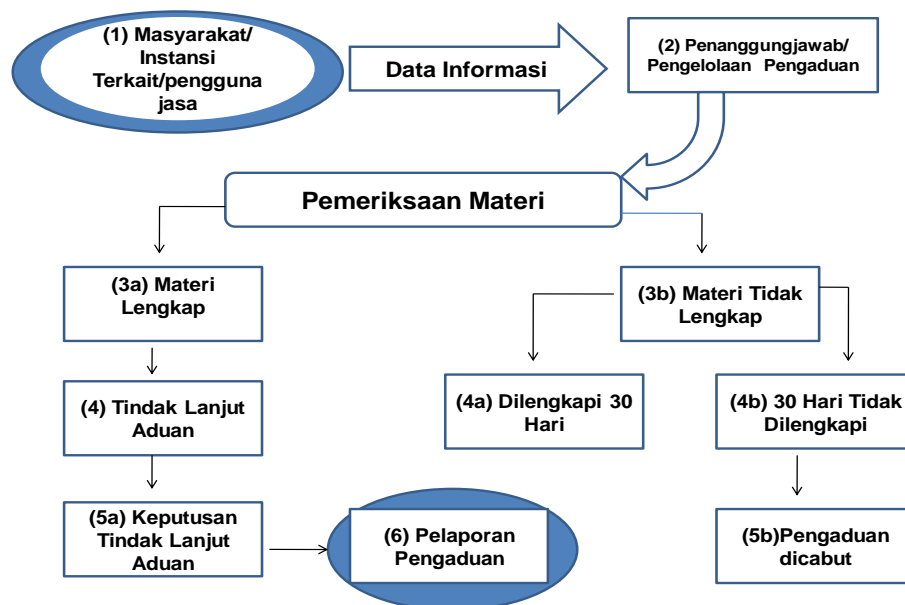 (1) Masyarakat/
Instansi
Terkait/pengguna
jasa
Data Informasi
(2) Penanggungjawab/
Pengelolaan Pengaduan
Pemeriksaan Materi
(3a) Materi
Lengkap
(3b) Materi Tidak
Lengkap
(4) Tindak Lanjut
Aduan
(4a) Dilengkapi 30
Hari
(4b) 30 Hari Tidak
Dilengkapi
(5a) Keputusan
Tindak Lanjut
Aduan
(6) Pelaporan
Pengaduan
(5b)Pengaduan
dicabut